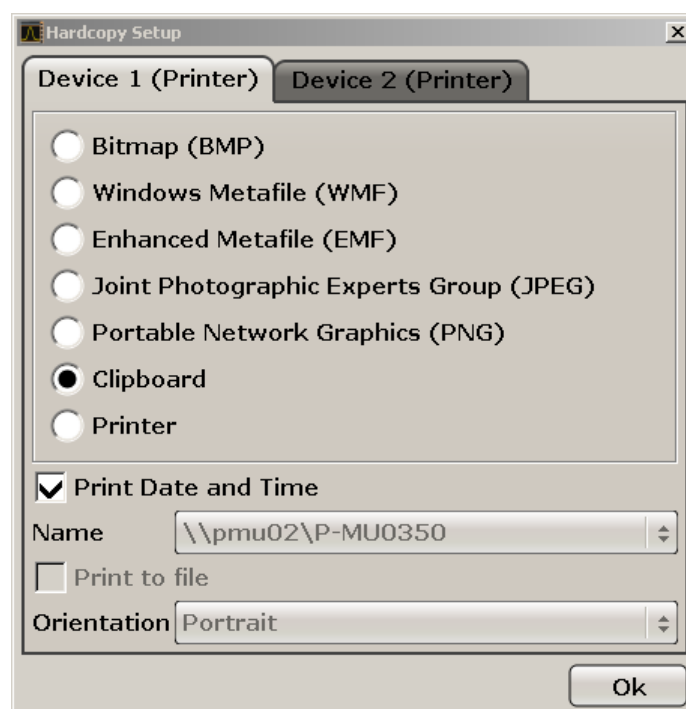 Hardcopy Setup
Device 1 (Printer) Device 2 (Printer)
Bitmap (BMP)
Windows Metafile (WMF)
Enhanced Metafile (EMF)
Joint Photographic Experts Group (JPEG)
Portable Network Graphics (PNG)
Clipboard
Printer
Print Date and Time
Name \\pmu02\P-MU0350
Print to file
Orientation Portrait
Ok